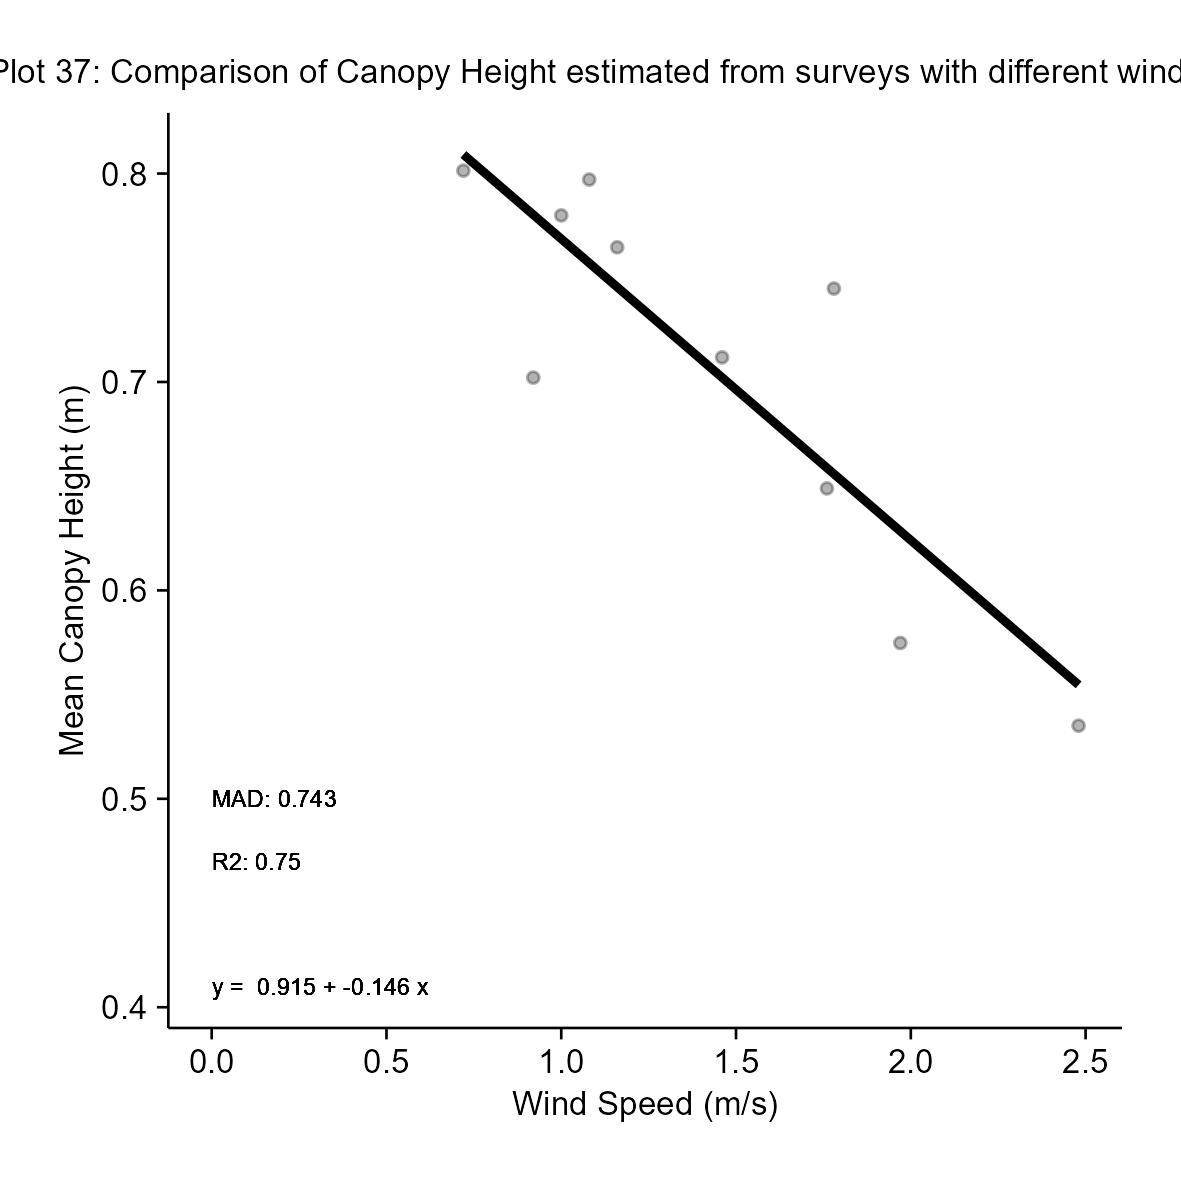 Plot 37: Comparison of Canopy Height estimated from surveys with different wind
0.8
0.7
0.6
0.5
0.4
Mean Canopy Height (m)
MAD: 0.743
R2: 0.75
y =  0.915 + -0.146 x
0.0 0.5 1.0 1.5 2.0 2.5
Wind Speed (m/s)